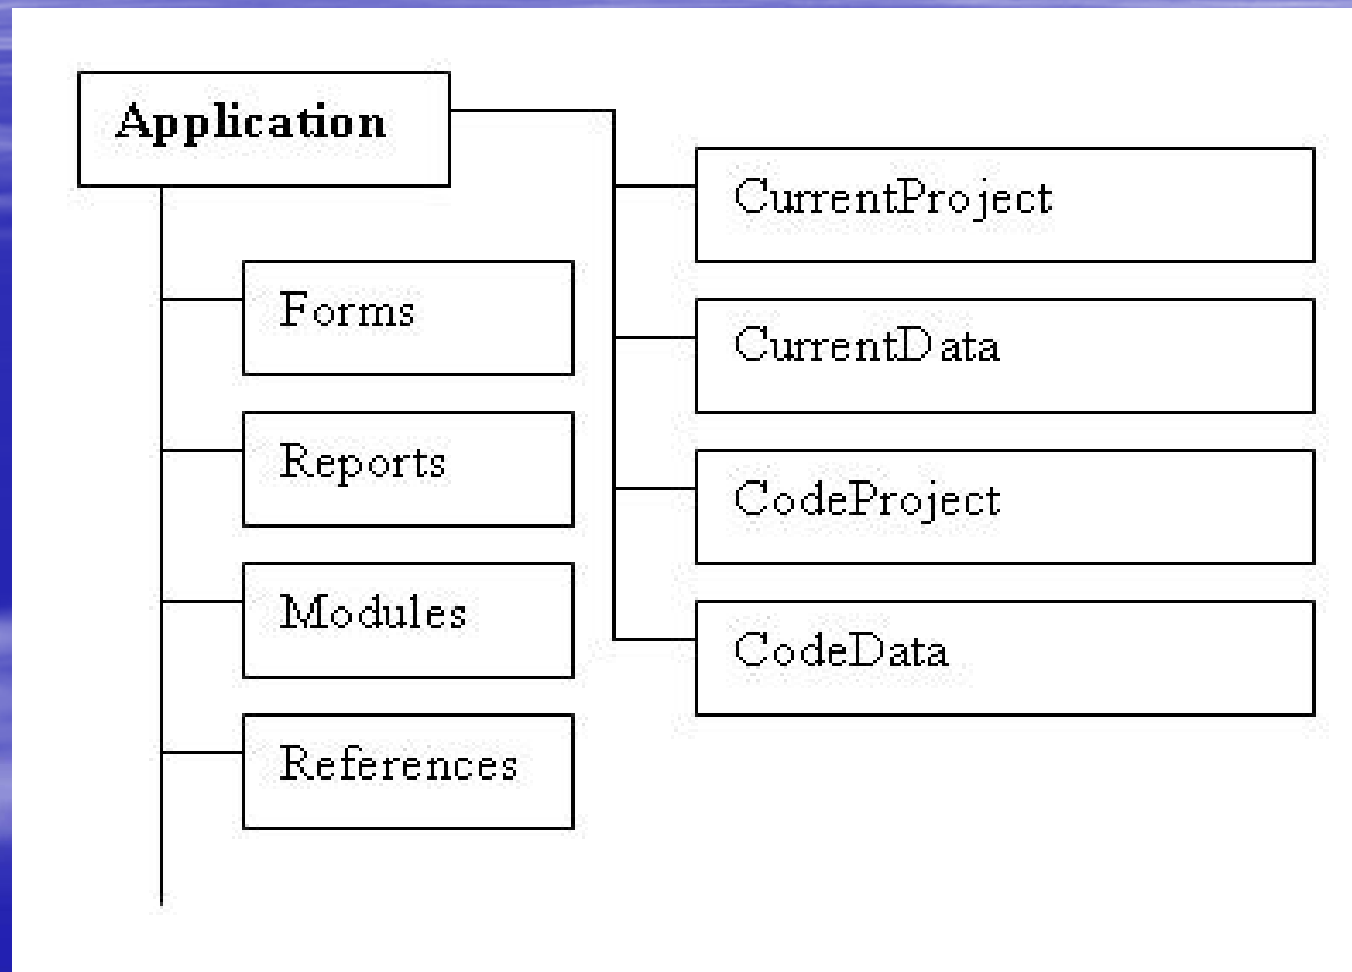 Application
Forms
Reports
Modules
References
CurrentProject
CurrentData
CodeProject
CodeData